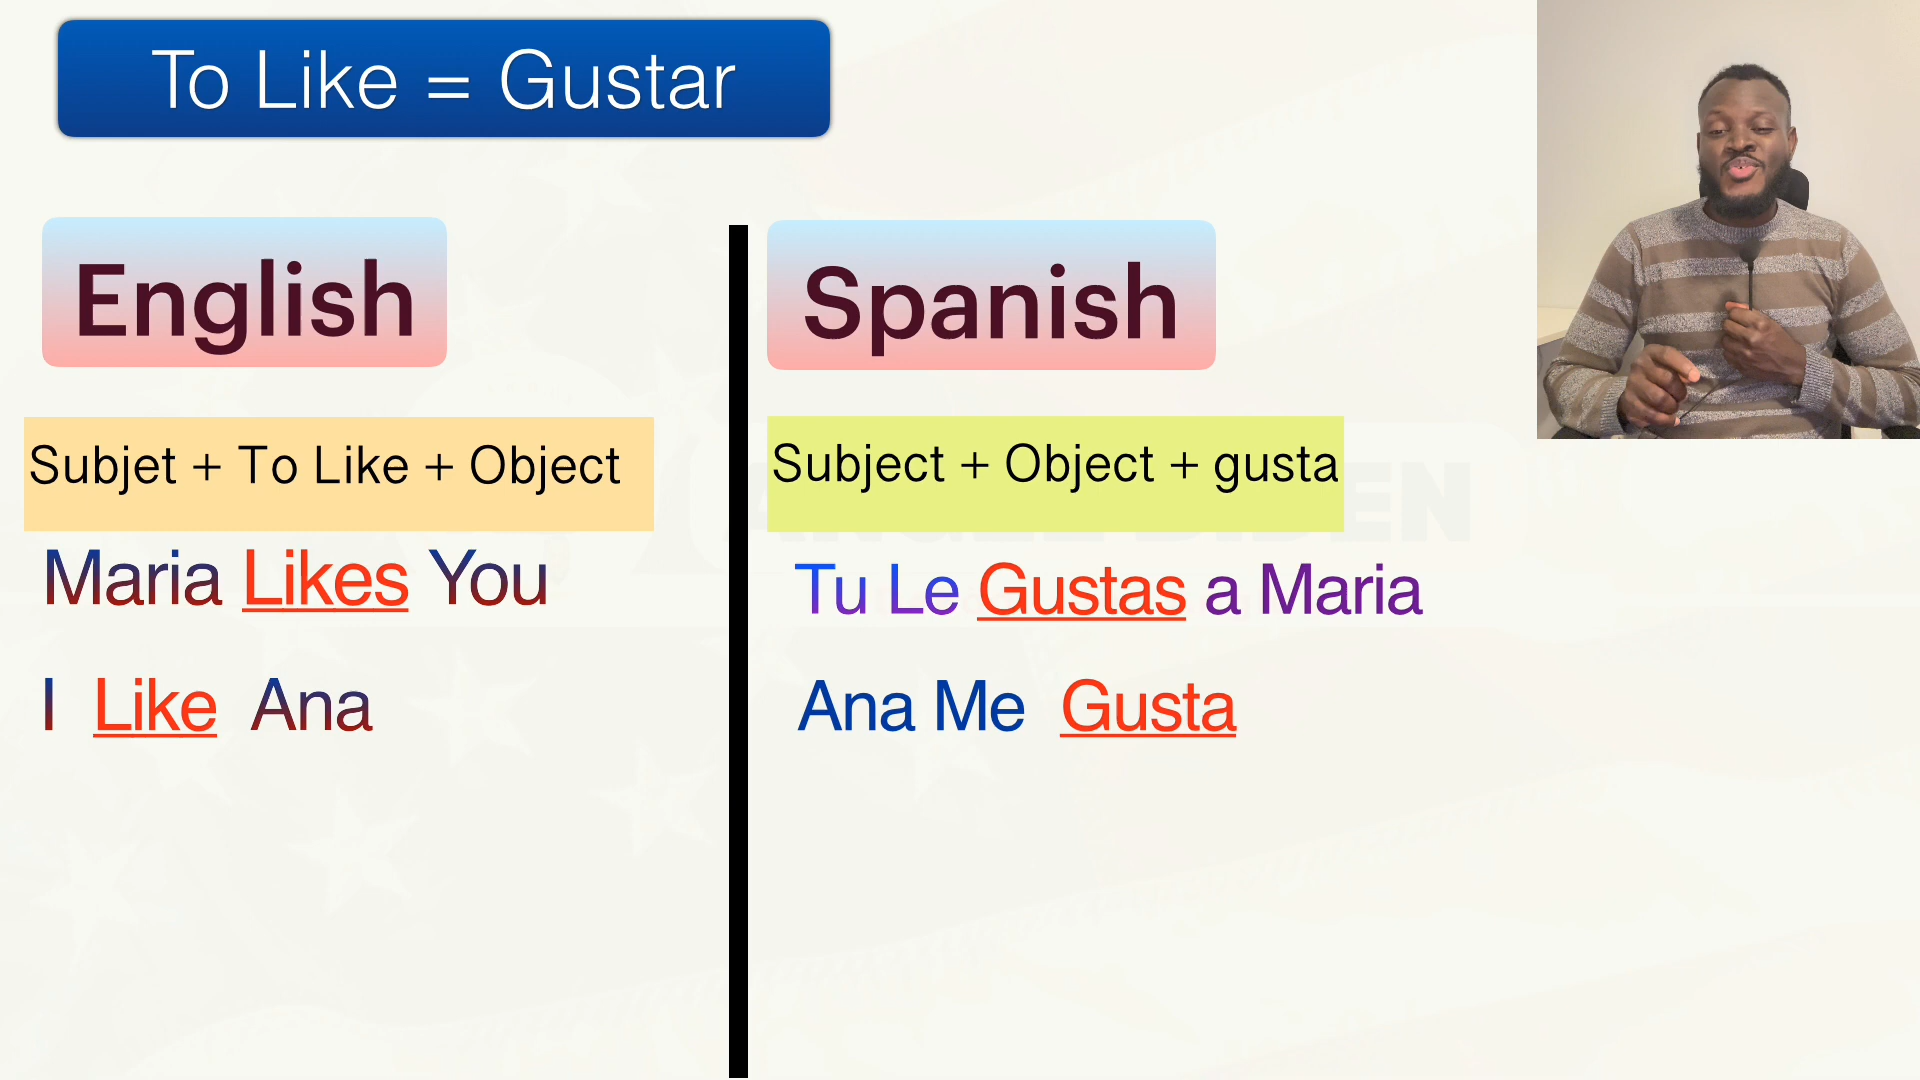 To Like = Gustar
English
Subjet + To Like + Object
Maria Likes You
I Like Ana
Spanish
Subject + Object + gusta
Tu Le Gustas a Maria
Ana Me Gusta